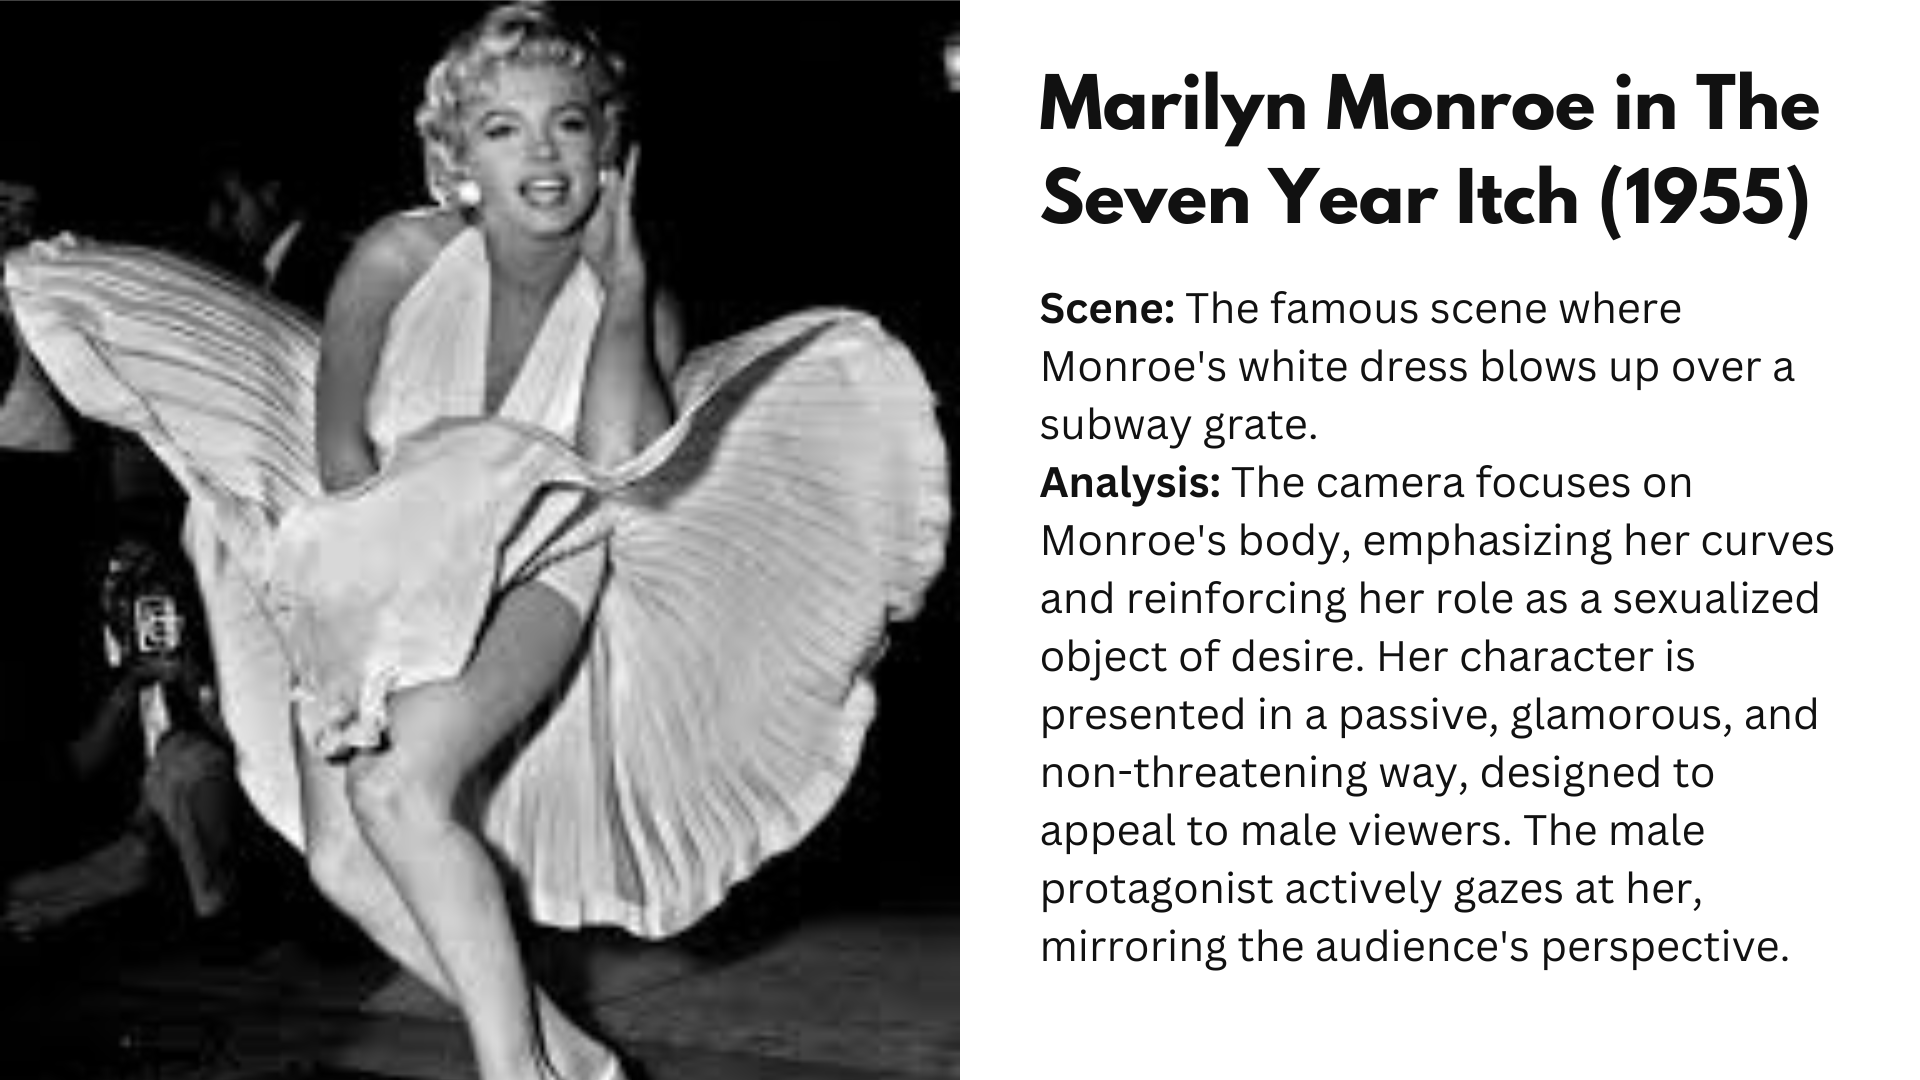 Marilyn Monroe in The
Seven Year Itch (1955)
Scene: The famous scene where
Monroe's white dress blows up over a
subway grate.
Analysis: The camera focuses on
Monroe's body, emphasizing her curves
and reinforcing her role as a sexualized
object of desire. Her character is
presented in a passive, glamorous, and
non-threatening way, designed to
appeal to male viewers. The male
protagonist actively gazes at her,
mirroring the audience's perspective.